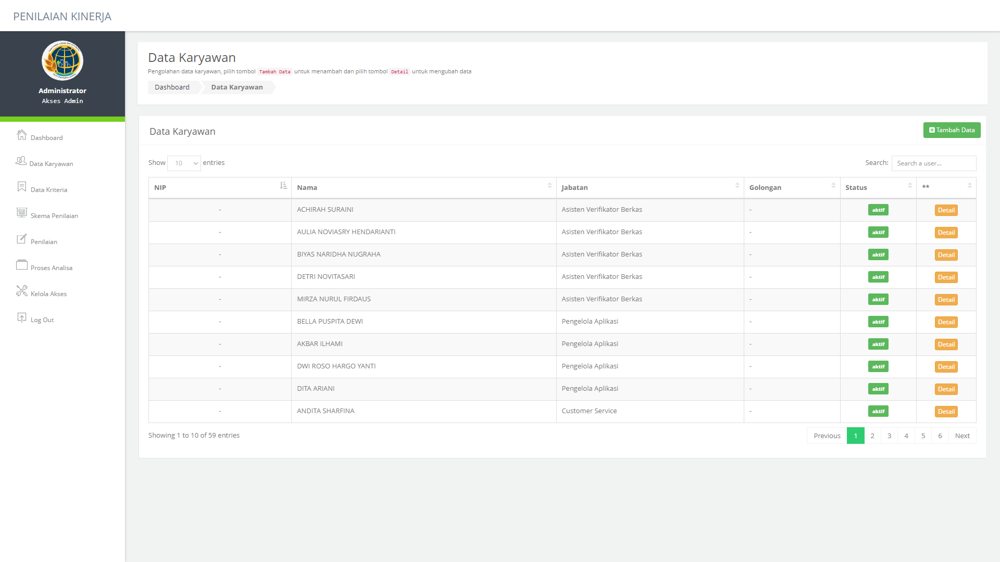 PENILAIAN KINERJA
Administrator
Akses Admin
Dashboard
Data Karyawan
Data Kriteria
Skema Penilaian
Penilaian
Proses Analisa
Kelola Akses
Log Out
Data Karyawan
Pengolahan data karyawan, pilih tombol Tambah Data untuk menambah dan pilih tombol Detail untuk mengubah data
Dashboard Data Karyawan
Data Karyawan Tambah Data
Show 10 entries Search: Search a user...
NIP Nama Jabatan Golongan Status **
- ACHIRAH SURAINI Asisten Verifikator Berkas - aktif Detail
- AULIA NOVIASRY HENDARIANTI Asisten Verifikator Berkas - aktif Detail
- BIYAS NARIDHA NUGRAHA Asisten Verifikator Berkas - aktif Detail
- DETRI NOVITASARI Asisten Verifikator Berkas - aktif Detail
- MIRZA NURUL FIRDAUS Asisten Verifikator Berkas - aktif Detail
- BELLA PUSPITA DEWI Pengelola Aplikasi - aktif Detail
- AKBAR ILHAMI Pengelola Aplikasi - aktif Detail
- DWI ROSO HARGO YANTI Pengelola Aplikasi - aktif Detail
- DITA ARIANI Pengelola Aplikasi - aktif Detail
- ANDITA SHARFINA Customer Service - aktif Detail
Showing 1 to 10 of 59 entries Previous 1 2 3 4 5 6 Next